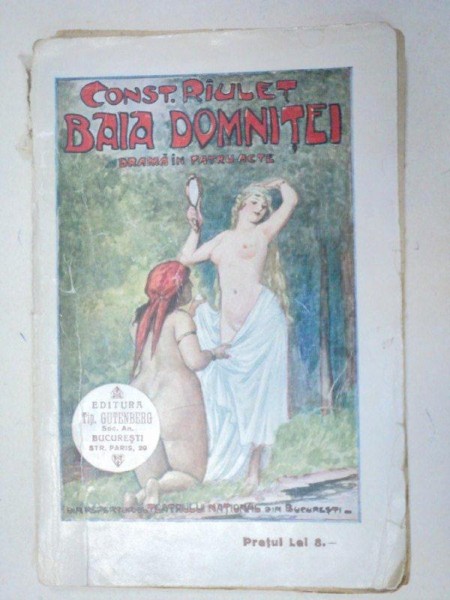 CONST. RIULEȚ
BAIA DOMNIȚEI
DRAMĂ ÎN PATRU ACTE
EDITURA
Tip. GUTENBERG
Soc. An.
BUCUREȘTI
STR. PARIS, 20
DIN REPERTORIUL TEATRULUI NAȚIONAL DIN BUCUREȘTI
Prețul Lei 8.–